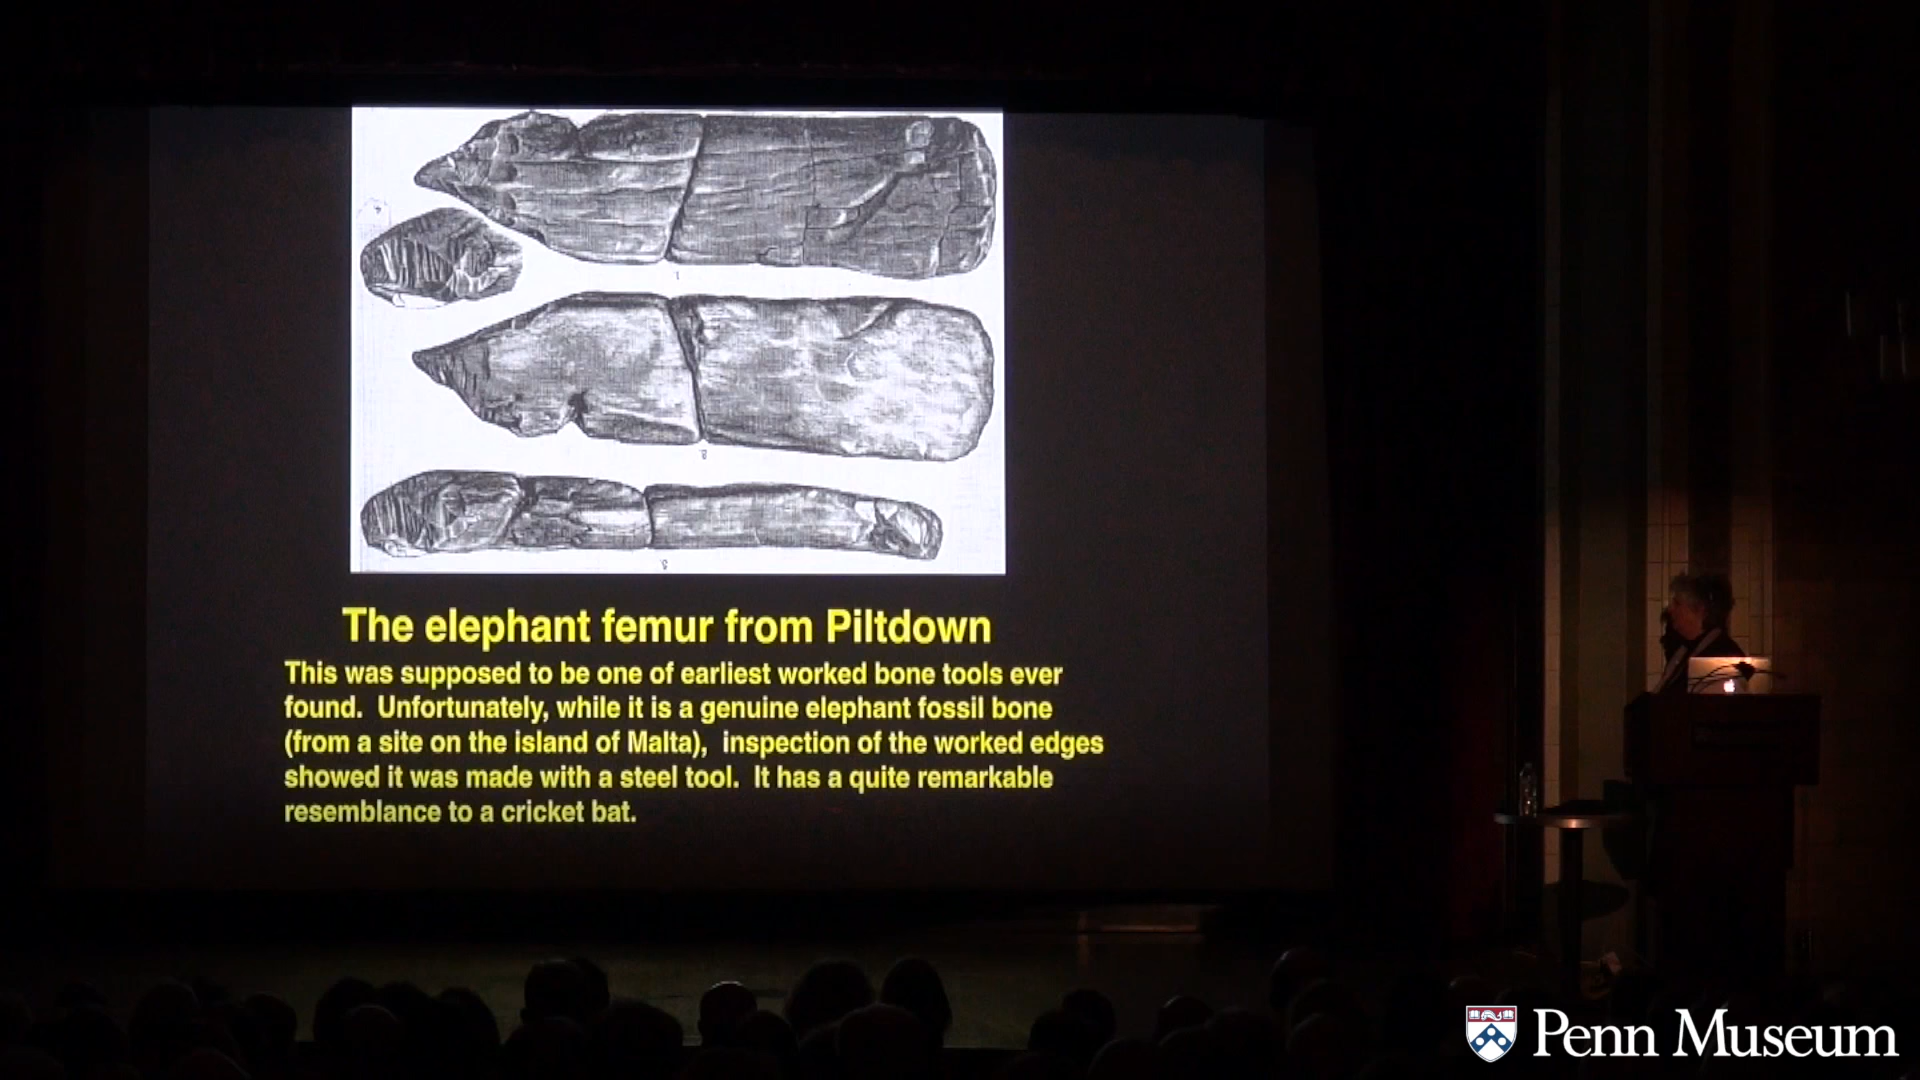 The elephant femur from Piltdown
This was supposed to be one of earliest worked bone tools ever
found. Unfortunately, while it is a genuine elephant fossil bone
(from a site on the island of Malta), inspection of the worked edges
showed it was made with a steel tool. It has a quite remarkable
resemblance to a cricket bat.
Penn Museum